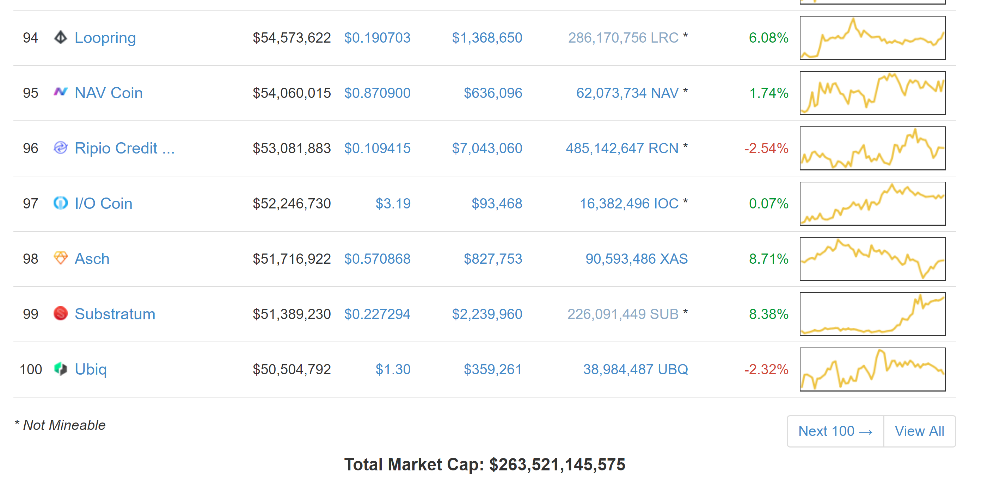 94 Loopring $54,573,622 $0.190703 $1,368,650 286,170,756 LRC * 6.08%
95 NAV Coin $54,060,015 $0.870900 $636,096 62,073,734 NAV * 1.74%
96 Ripio Credit ... $53,081,883 $0.109415 $7,043,060 485,142,647 RCN * -2.54%
97 I/O Coin $52,246,730 $3.19 $93,468 16,382,496 IOC * 0.07%
98 Asch $51,716,922 $0.570868 $827,753 90,593,486 XAS 8.71%
99 Substratum $51,389,230 $0.227294 $2,239,960 226,091,449 SUB * 8.38%
100 Ubiq $50,504,792 $1.30 $359,261 38,984,487 UBQ -2.32%
* Not Mineable
Next 100 → View All
Total Market Cap: $263,521,145,575